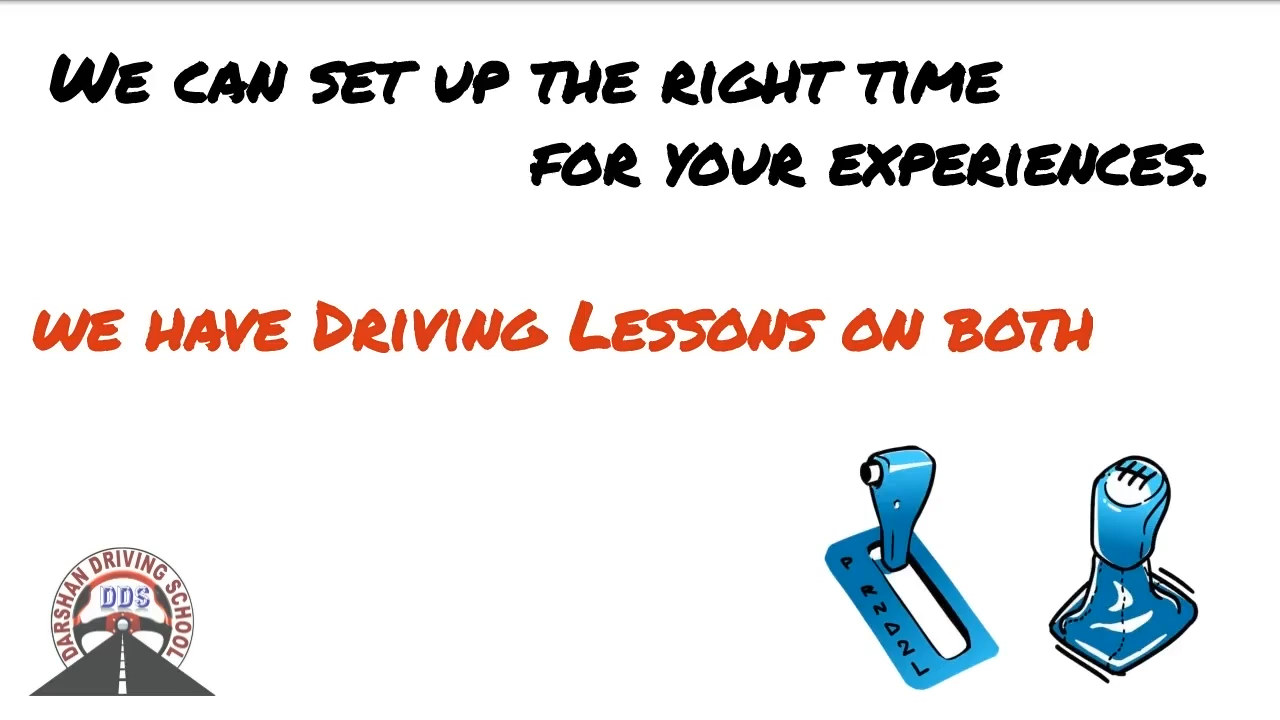 We can set up the right time
for your experiences.
we have Driving Lessons on both
DARSHAN DRIVING SCHOOL
DDS
P
R
N
D
2
L